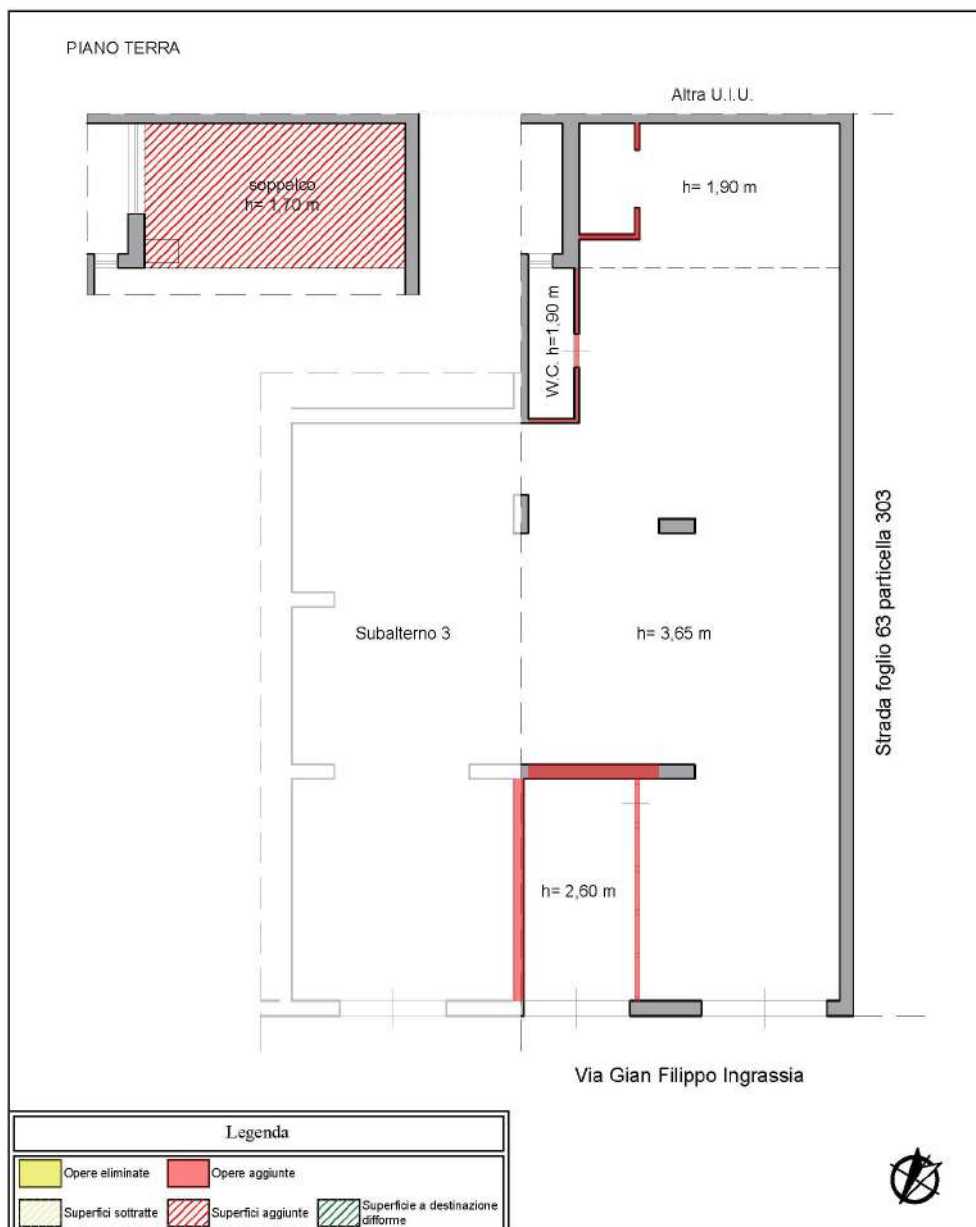 PIANO TERRA
Altra U.I.U.
soppalco
h= 1,70 m
h= 1,90 m
W.C. h=1,90 m
Subalterno 3
h= 3,65 m
Strada foglio 63 particella 303
h= 2,60 m
Via Gian Filippo Ingrassia
Legenda
Opere eliminate
Opere aggiunte
Superfici sottratte
Superfici aggiunte
Superficie a destinazione
difforme